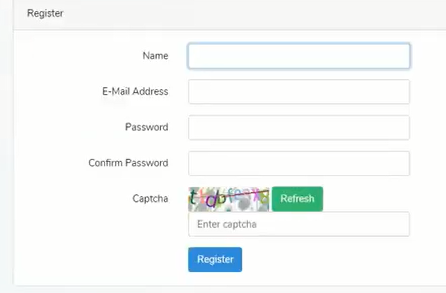 Register
Name
E-Mail Address
Password
Confirm Password
Captcha
Refresh
Enter captcha
Register